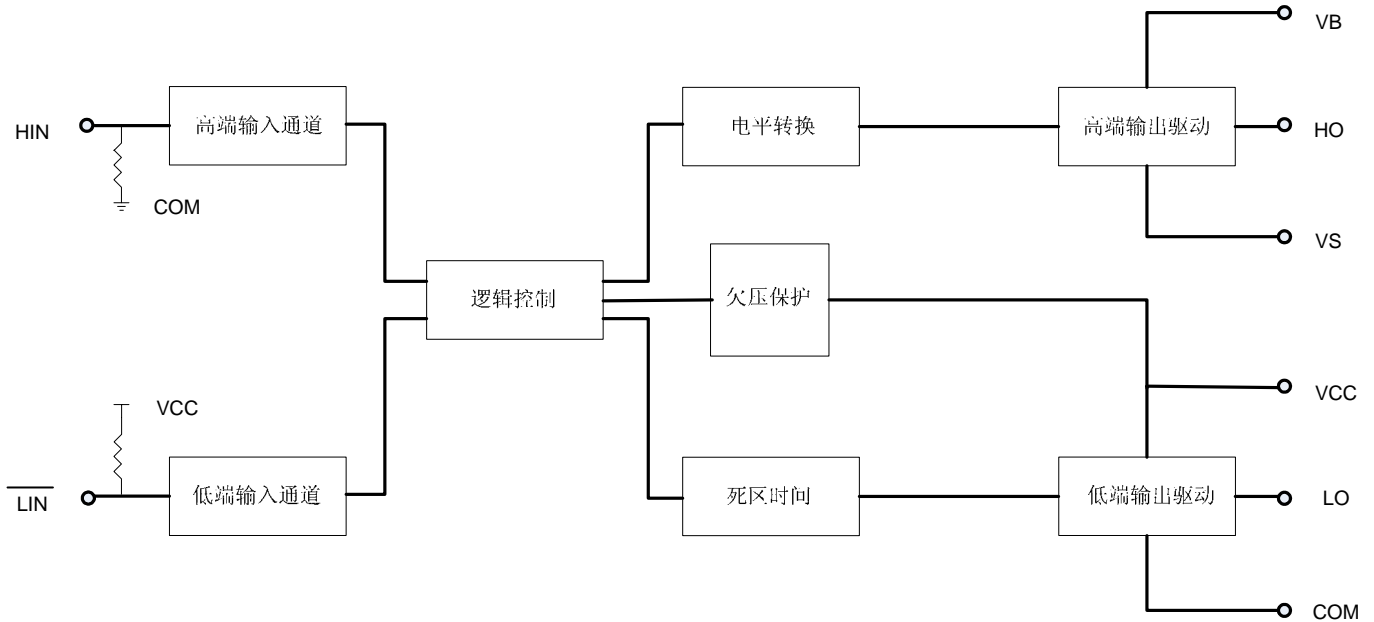 VB
HIN
高端输入通道
电平转换
高端输出驱动
HO
COM
VS
逻辑控制
欠压保护
VCC
VCC
LIN
低端输入通道
死区时间
低端输出驱动
LO
COM